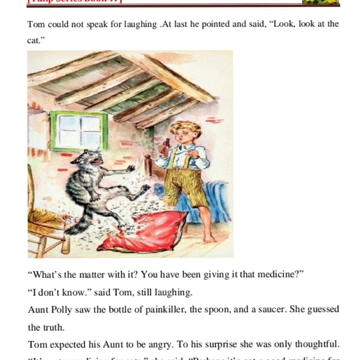 Tom could not speak for laughing .At last he pointed and said, “Look, look at the
cat.”
“What’s the matter with it? You have been giving it that medicine?”
“I don’t know.” said Tom, still laughing.
Aunt Polly saw the bottle of painkiller, the spoon, and a saucer. She guessed
the truth.
Tom expected his Aunt to be angry. To his surprise she was only thoughtful.